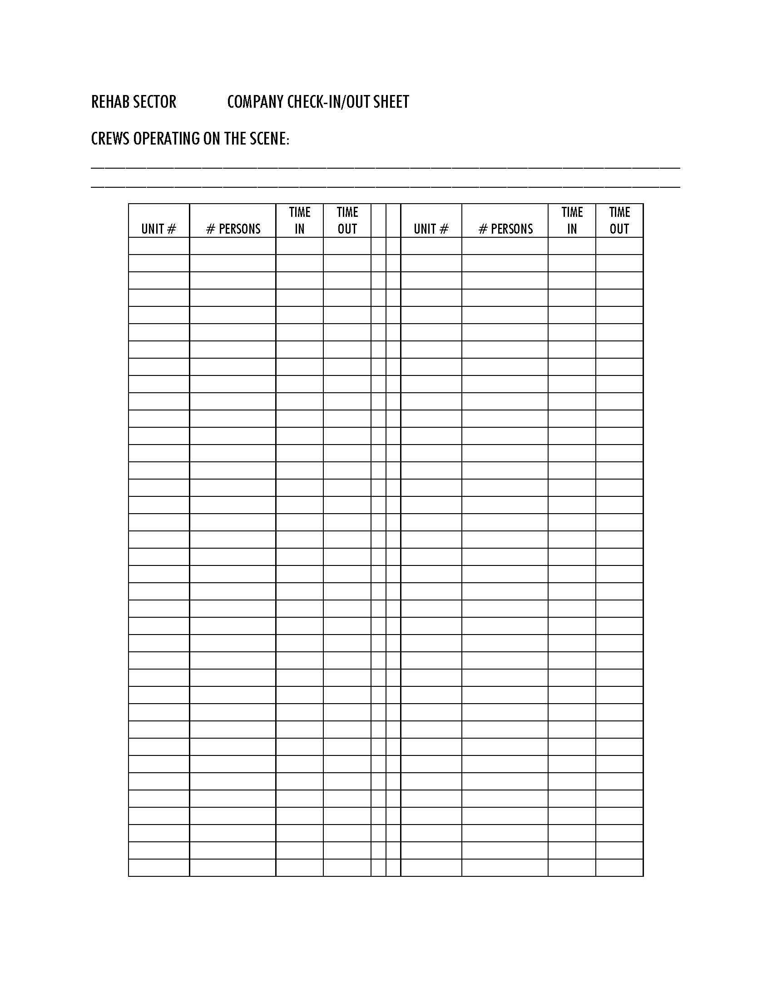 REHAB SECTOR COMPANY CHECK-IN/OUT SHEET
CREWS OPERATING ON THE SCENE:
UNIT # # PERSONS TIME IN TIME OUT UNIT # # PERSONS TIME IN TIME OUT